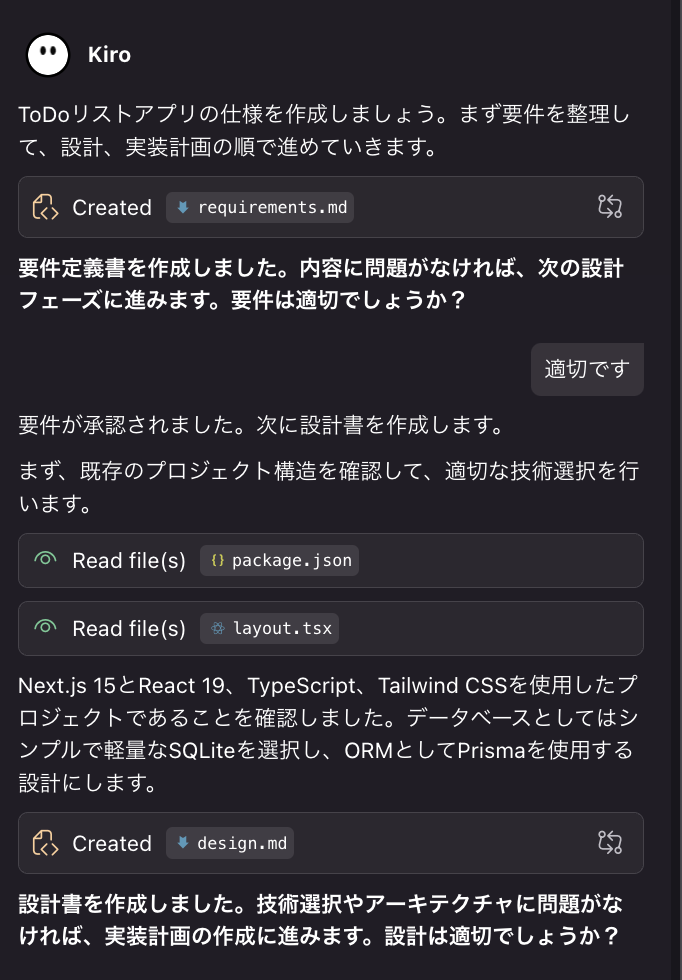 Kiro
ToDoリストアプリの仕様を作成しましょう。まず要件を整理し
て、設計、実装計画の順で進めていきます。
Created requirements.md
要件定義書を作成しました。内容に問題がなければ、次の設計
フェーズに進みます。要件は適切でしょうか？
適切です
要件が承認されました。次に設計書を作成します。
まず、既存のプロジェクト構造を確認して、適切な技術選択を行
います。
Read file(s) {} package.json
Read file(s) layout.tsx
Next.js 15とReact 19、TypeScript、Tailwind CSSを使用したプ
ロジェクトであることを確認しました。データベースとしてはシ
ンプルで軽量なSQLiteを選択し、ORMとしてPrismaを使用する
設計にします。
Created design.md
設計書を作成しました。技術選択やアーキテクチャに問題がな
ければ、実装計画の作成に進みます。設計は適切でしょうか？